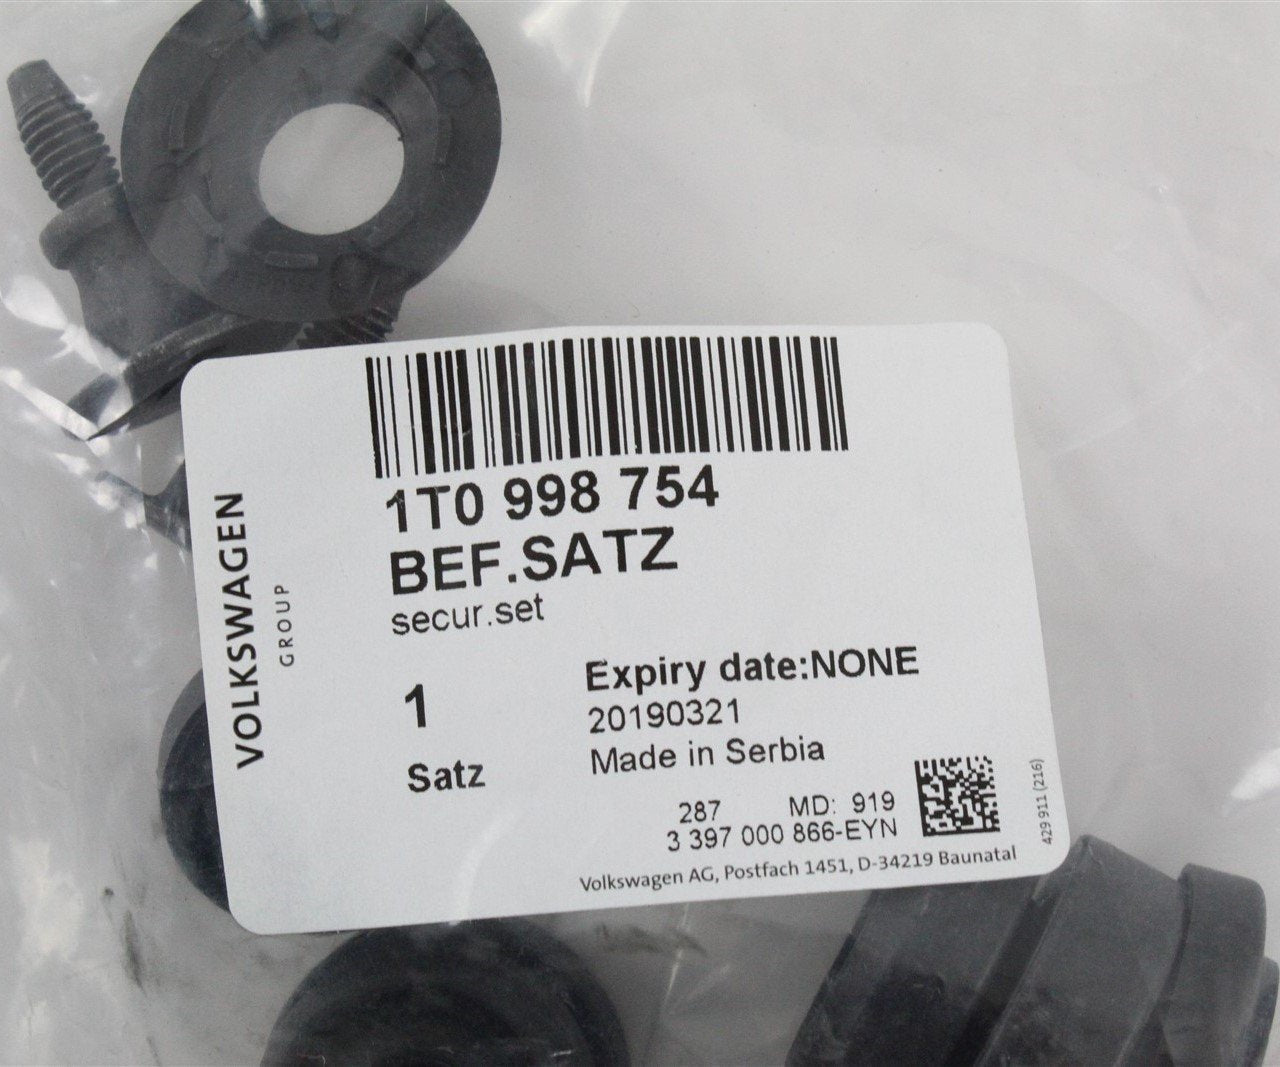 VOLKSWAGEN
GROUP
1T0 998 754
BEF.SATZ
secur.set
1
Satz
Expiry date:NONE
20190321
Made in Serbia
287 MD: 919
3 397 000 866-EYN
Volkswagen AG, Postfach 1451, D-34219 Baunatal
429 911 (216)